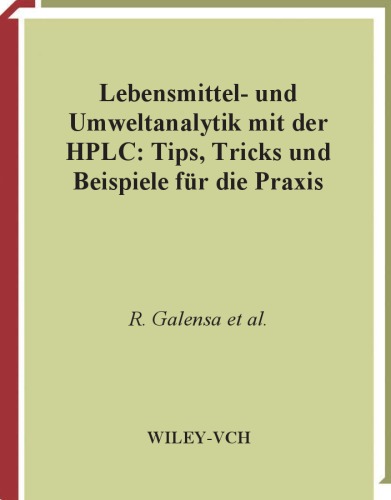 Lebensmittel- und
Umweltanalytik mit der
HPLC: Tips, Tricks und
Beispiele für die Praxis
R. Galensa et al.
WILEY-VCH